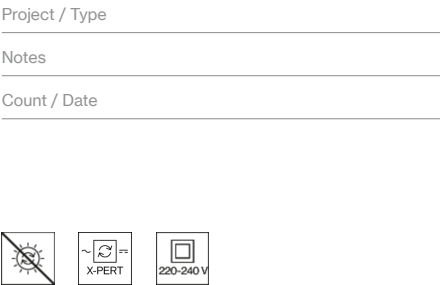 Project / Type
Notes
Count / Date
X-PERT
220-240 V